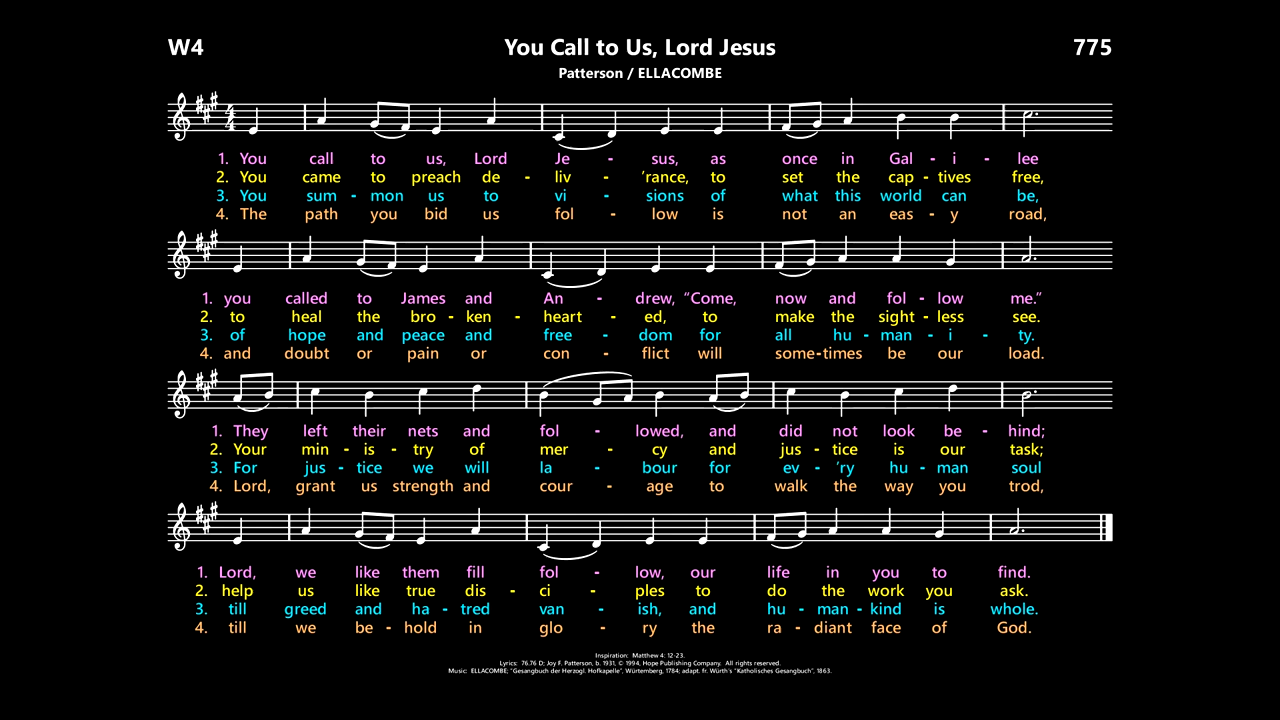 W4 You Call to Us, Lord Jesus 775
Patterson / ELLACOMBE
4 4
1. You call to us, Lord Je - sus, as once in Gal - i - lee
2. You came to preach de - liv - ’rance, to set the cap - tives free,
3. You sum - mon us to vi - sions of what this world can be,
4. The path you bid us fol - low is not an eas - y road,
1. you called to James and An - drew, “Come, now and fol - low me.”
2. to heal the bro - ken - heart - ed, to make the sight - less see.
3. of hope and peace and free - dom for all hu - man - i - ty.
4. and doubt or pain or con - flict will some - times be our load.
1. They left their nets and fol - lowed, and did not look be - hind;
2. Your min - is - try of mer - cy and jus - tice is our task;
3. For jus - tice we will la - bour for ev - ’ry hu - man soul
4. Lord, grant us strength and cour - age to walk the way you trod,
1. Lord, we like them fill fol - low, our life in you to find.
2. help us like true dis - ci - ples to do the work you ask.
3. till greed and ha - tred van - ish, and hu - man - kind is whole.
4. till we be - hold in glo - ry the ra - diant face of God.
Inspiration: Matthew 4: 12-23.
Lyrics: 76.76 D; Joy F. Patterson, b. 1931, © 1994, Hope Publishing Company. All rights reserved.
Music: ELLACOMBE; "Gesangbuch der Herzogl. Hofkapelle", Würtemberg, 1784; adapt. fr. Würth's "Katholisches Gesangbuch", 1863.